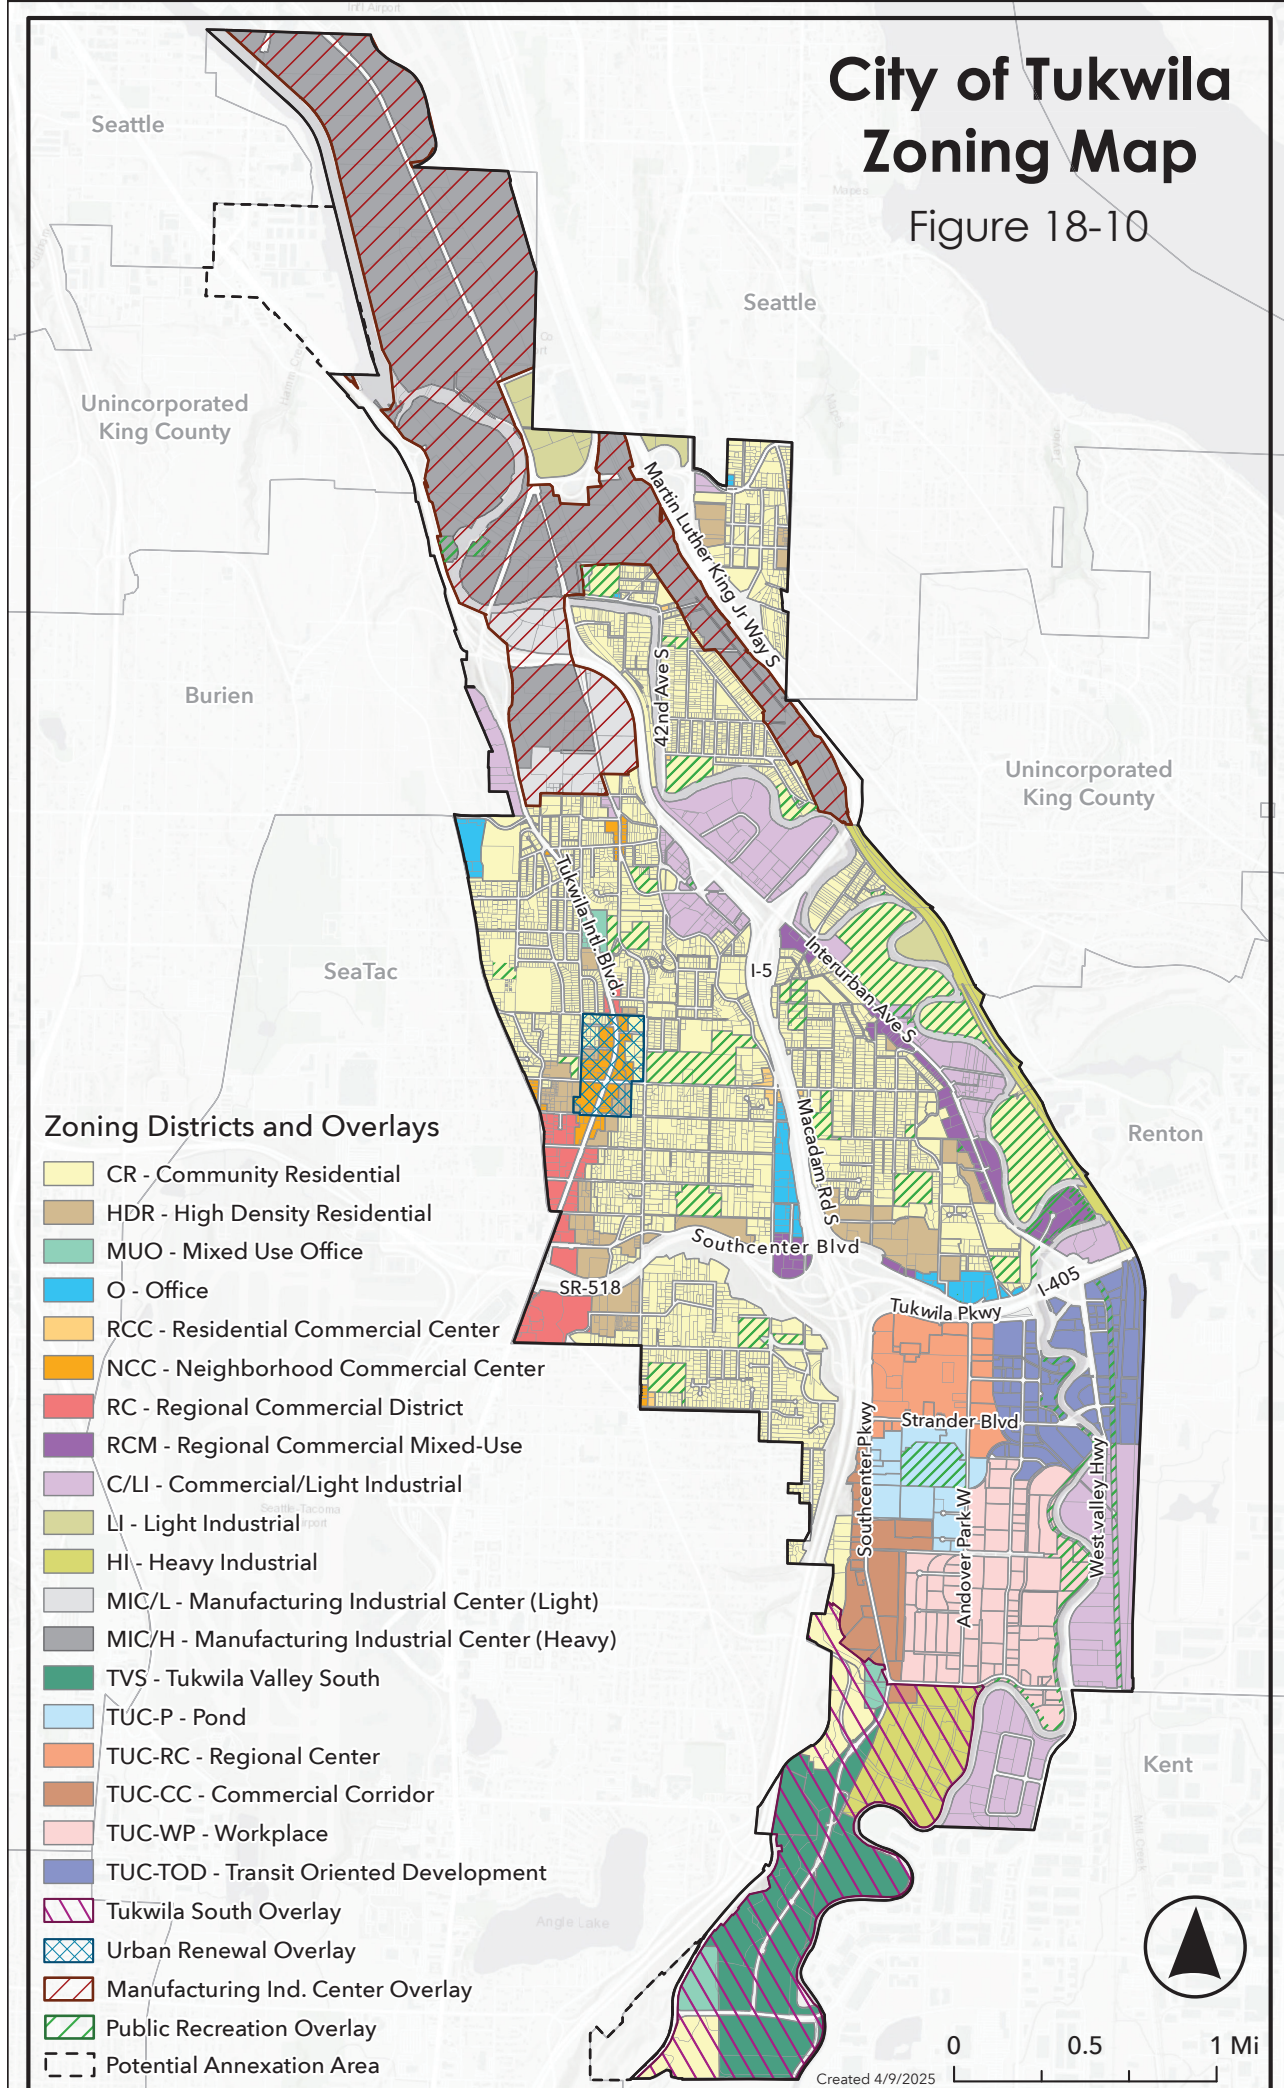 City of Tukwila
Zoning Map
Figure 18-10
Seattle
Seattle
Unincorporated
King County
Martin Luther King Jr Way S
42nd Ave S
Burien
Unincorporated
King County
Tukwila Intl. Blvd.
SeaTac
I-5
Interurban Ave S
Macadam Rd S
Renton
Southcenter Blvd
SR-518
I-405
Tukwila Pkwy
Strander Blvd
Southcenter Pkwy
West valley Hwy
Andover Park W
Seattle-Tacoma
Kent
Mill Creek
Angle Lake
Mapes
Zoning Districts and Overlays
CR - Community Residential
HDR - High Density Residential
MUO - Mixed Use Office
O - Office
RCC - Residential Commercial Center
NCC - Neighborhood Commercial Center
RC - Regional Commercial District
RCM - Regional Commercial Mixed-Use
C/LI - Commercial/Light Industrial
LI - Light Industrial
HI - Heavy Industrial
MIC/L - Manufacturing Industrial Center (Light)
MIC/H - Manufacturing Industrial Center (Heavy)
TVS - Tukwila Valley South
TUC-P - Pond
TUC-RC - Regional Center
TUC-CC - Commercial Corridor
TUC-WP - Workplace
TUC-TOD - Transit Oriented Development
Tukwila South Overlay
Urban Renewal Overlay
Manufacturing Ind. Center Overlay
Public Recreation Overlay
Potential Annexation Area
0 0.5 1 Mi
Created 4/9/2025